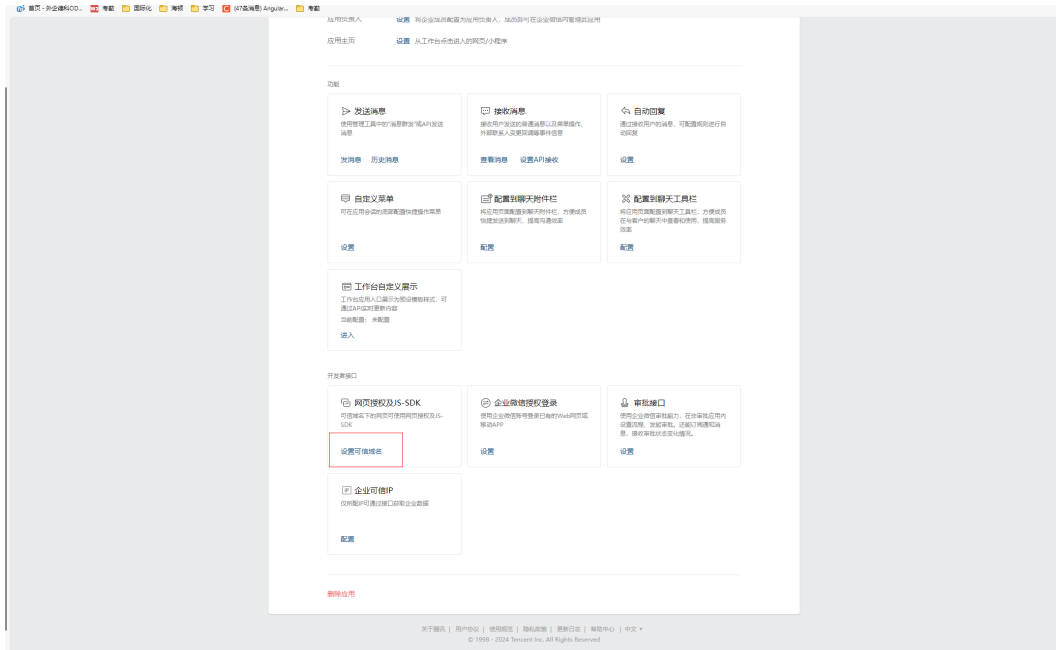 首页 - 外企德科OD... 考勤 国际化 海顿 学习 (47条消息) Angular... 考勤
应用负责人 设置 将企业成员配置为应用负责人，成员即可在企业微信内管理此应用
应用主页 设置 从工作台点击进入的网页/小程序
功能
发送消息
使用管理工具中的“消息群发”或API发送
消息
发消息 历史消息
接收消息
接收用户发送的普通消息以及菜单操作、
外部联系人变更回调等事件信息
查看消息 设置API接收
自动回复
通过接收用户的消息，可配置规则进行自
动回复
设置
自定义菜单
可在应用会话的底部配置快捷操作菜单
设置
配置到聊天附件栏
将应用页面配置到聊天附件栏，方便成员
快捷发送到聊天，提高沟通效率
配置
配置到聊天工具栏
将应用页面配置到聊天工具栏，方便成员
在与客户的聊天中查看和使用，提高服务
效率
配置
工作台自定义展示
工作台应用入口展示为预设模板样式，可
通过API实时更新内容
当前配置： 未配置
进入
开发者接口
网页授权及JS-SDK
可信域名下的网页可使用网页授权及JS-
SDK
设置可信域名
企业微信授权登录
使用企业微信账号登录已有的Web网页或
移动APP
设置
审批接口
使用企业微信审批能力，在非审批应用内
设置流程、发起审批。还能订阅通知消
息，接收审批状态变化情况。
设置
企业可信IP
仅所配IP可通过接口获取企业数据
配置
删除应用
关于腾讯 | 用户协议 | 使用规范 | 隐私政策 | 更新日志 | 帮助中心 | 中文
© 1998 - 2024 Tencent Inc. All Rights Reserved